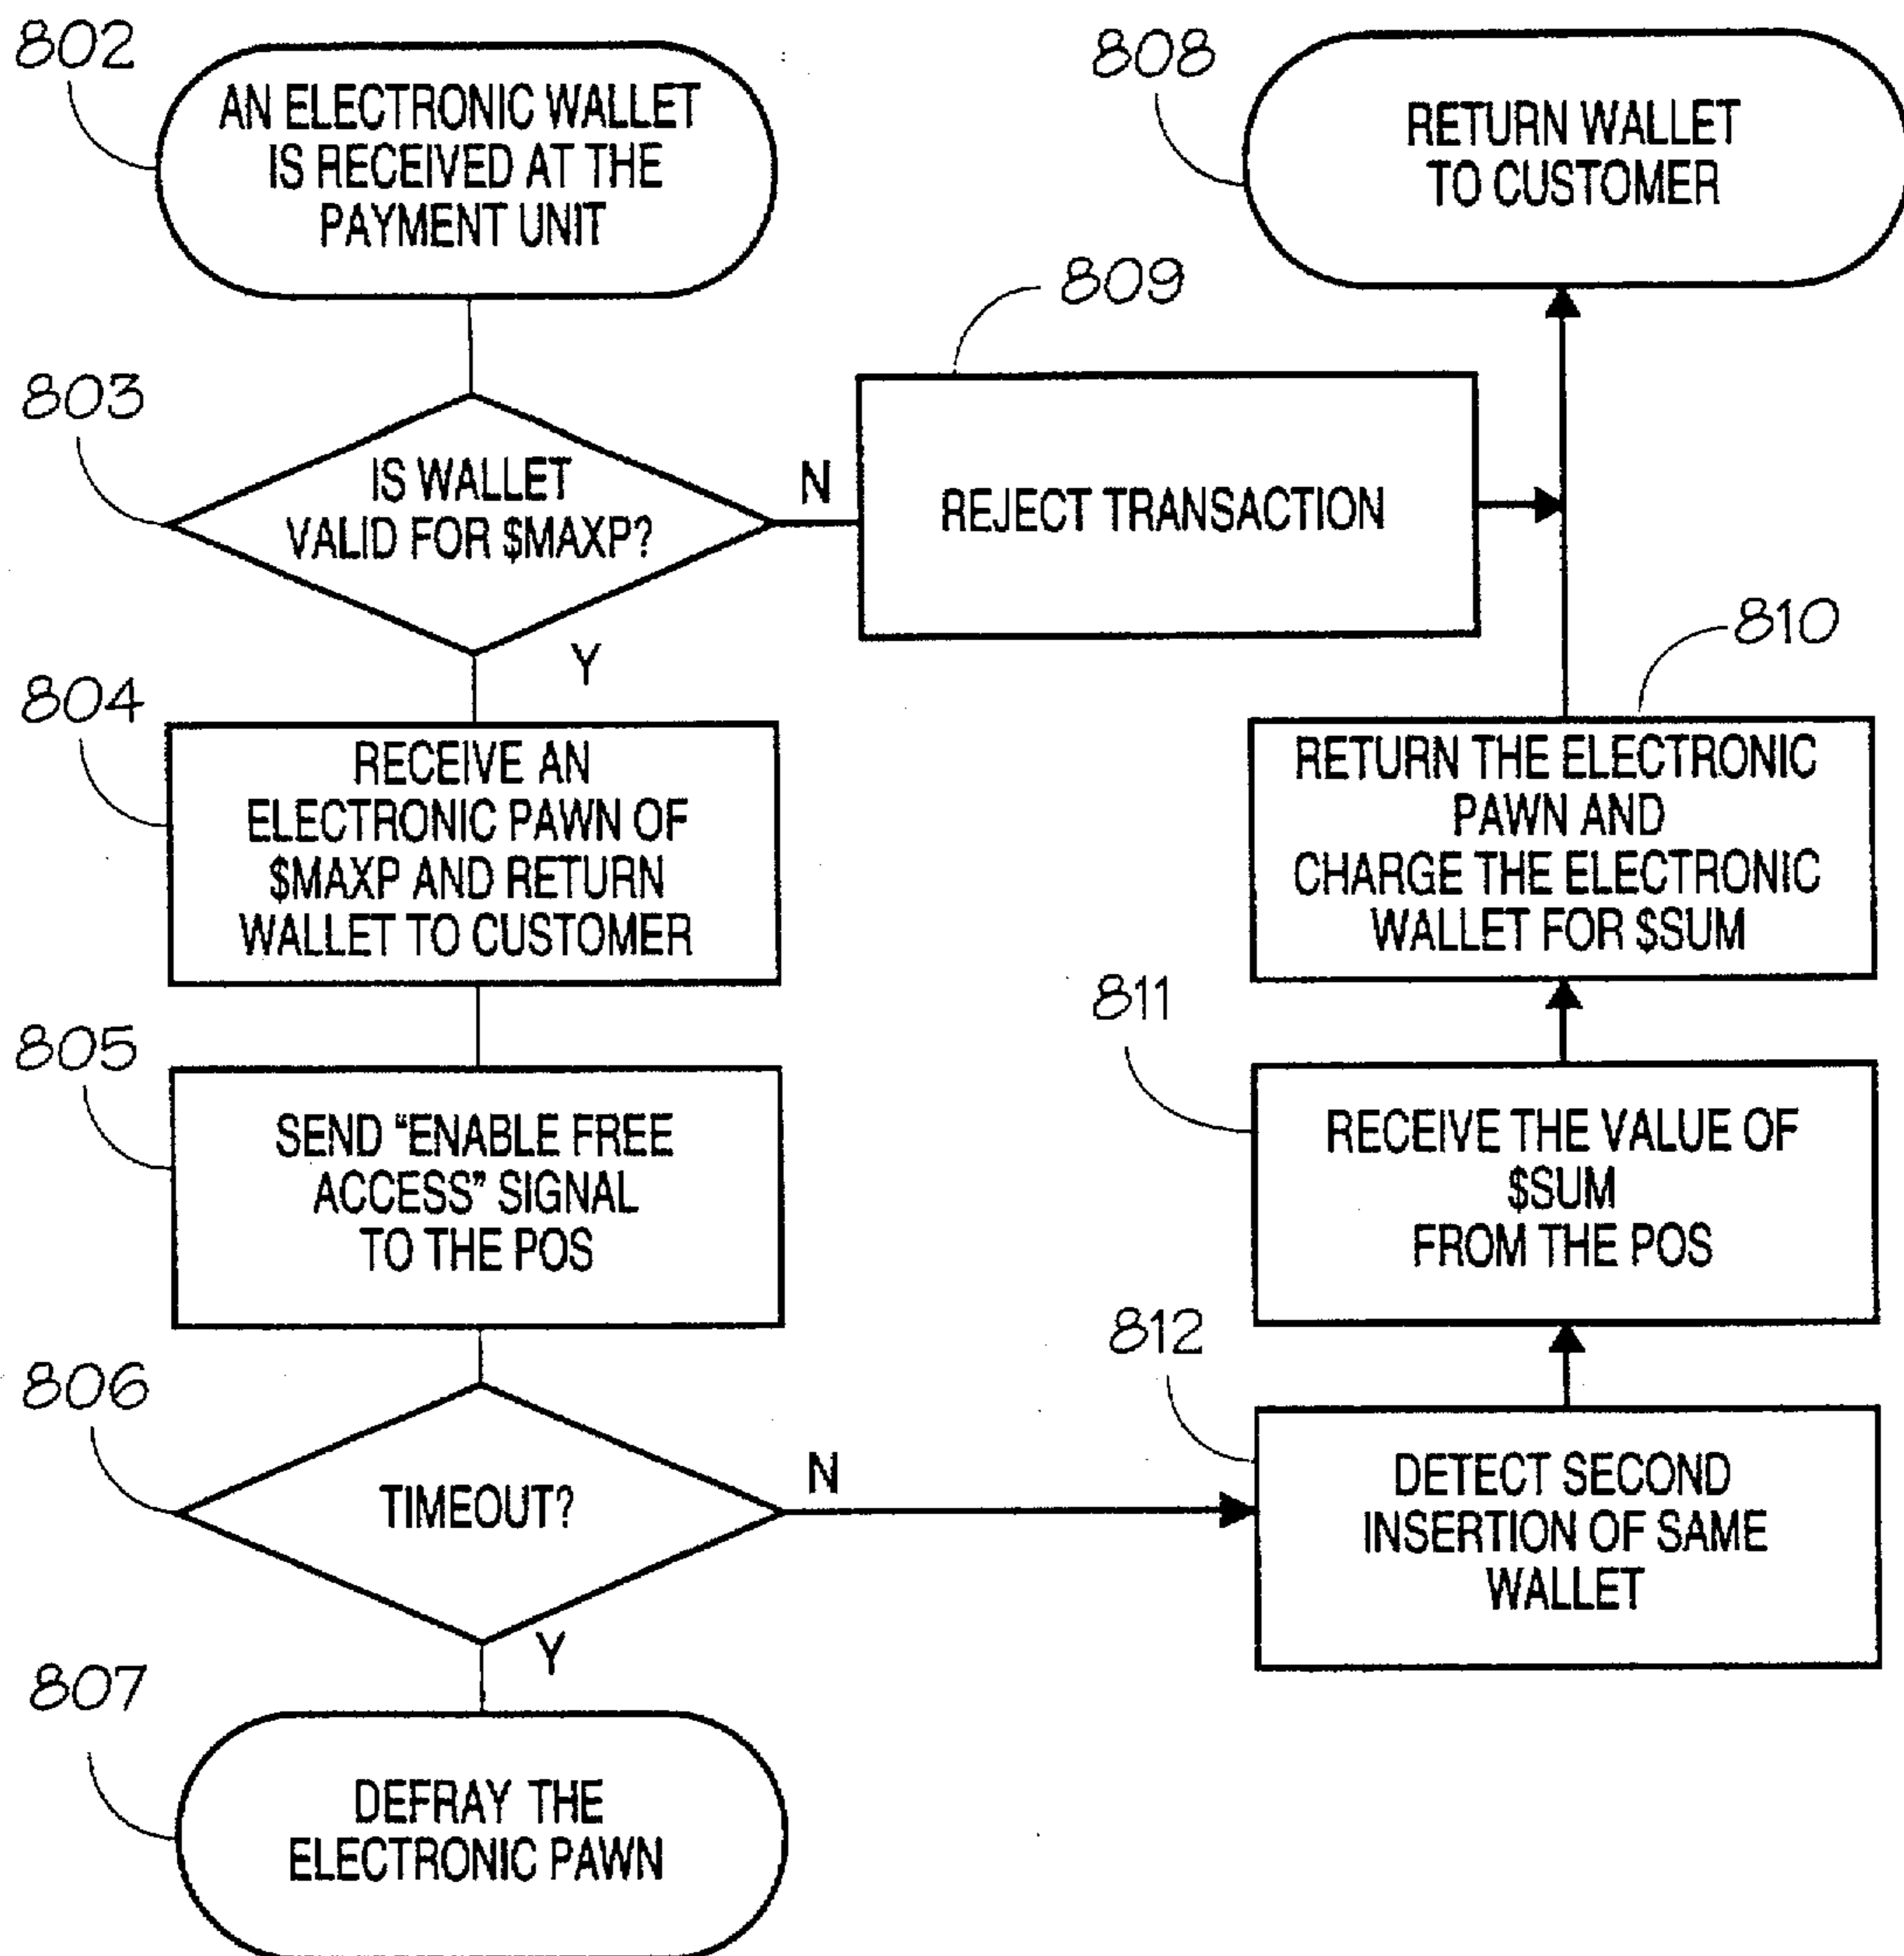 802
AN ELECTRONIC WALLET
IS RECEIVED AT THE
PAYMENT UNIT
808
RETURN WALLET
TO CUSTOMER
803
IS WALLET
VALID FOR $MAXP?
N
Y
809
REJECT TRANSACTION
804
RECEIVE AN
ELECTRONIC PAWN OF
$MAXP AND RETURN
WALLET TO CUSTOMER
805
SEND "ENABLE FREE
ACCESS" SIGNAL
TO THE POS
806
TIMEOUT?
N
Y
807
DEFRAY THE
ELECTRONIC PAWN
812
DETECT SECOND
INSERTION OF SAME
WALLET
811
RECEIVE THE VALUE OF
$SUM
FROM THE POS
810
RETURN THE ELECTRONIC
PAWN AND
CHARGE THE ELECTRONIC
WALLET FOR $SUM